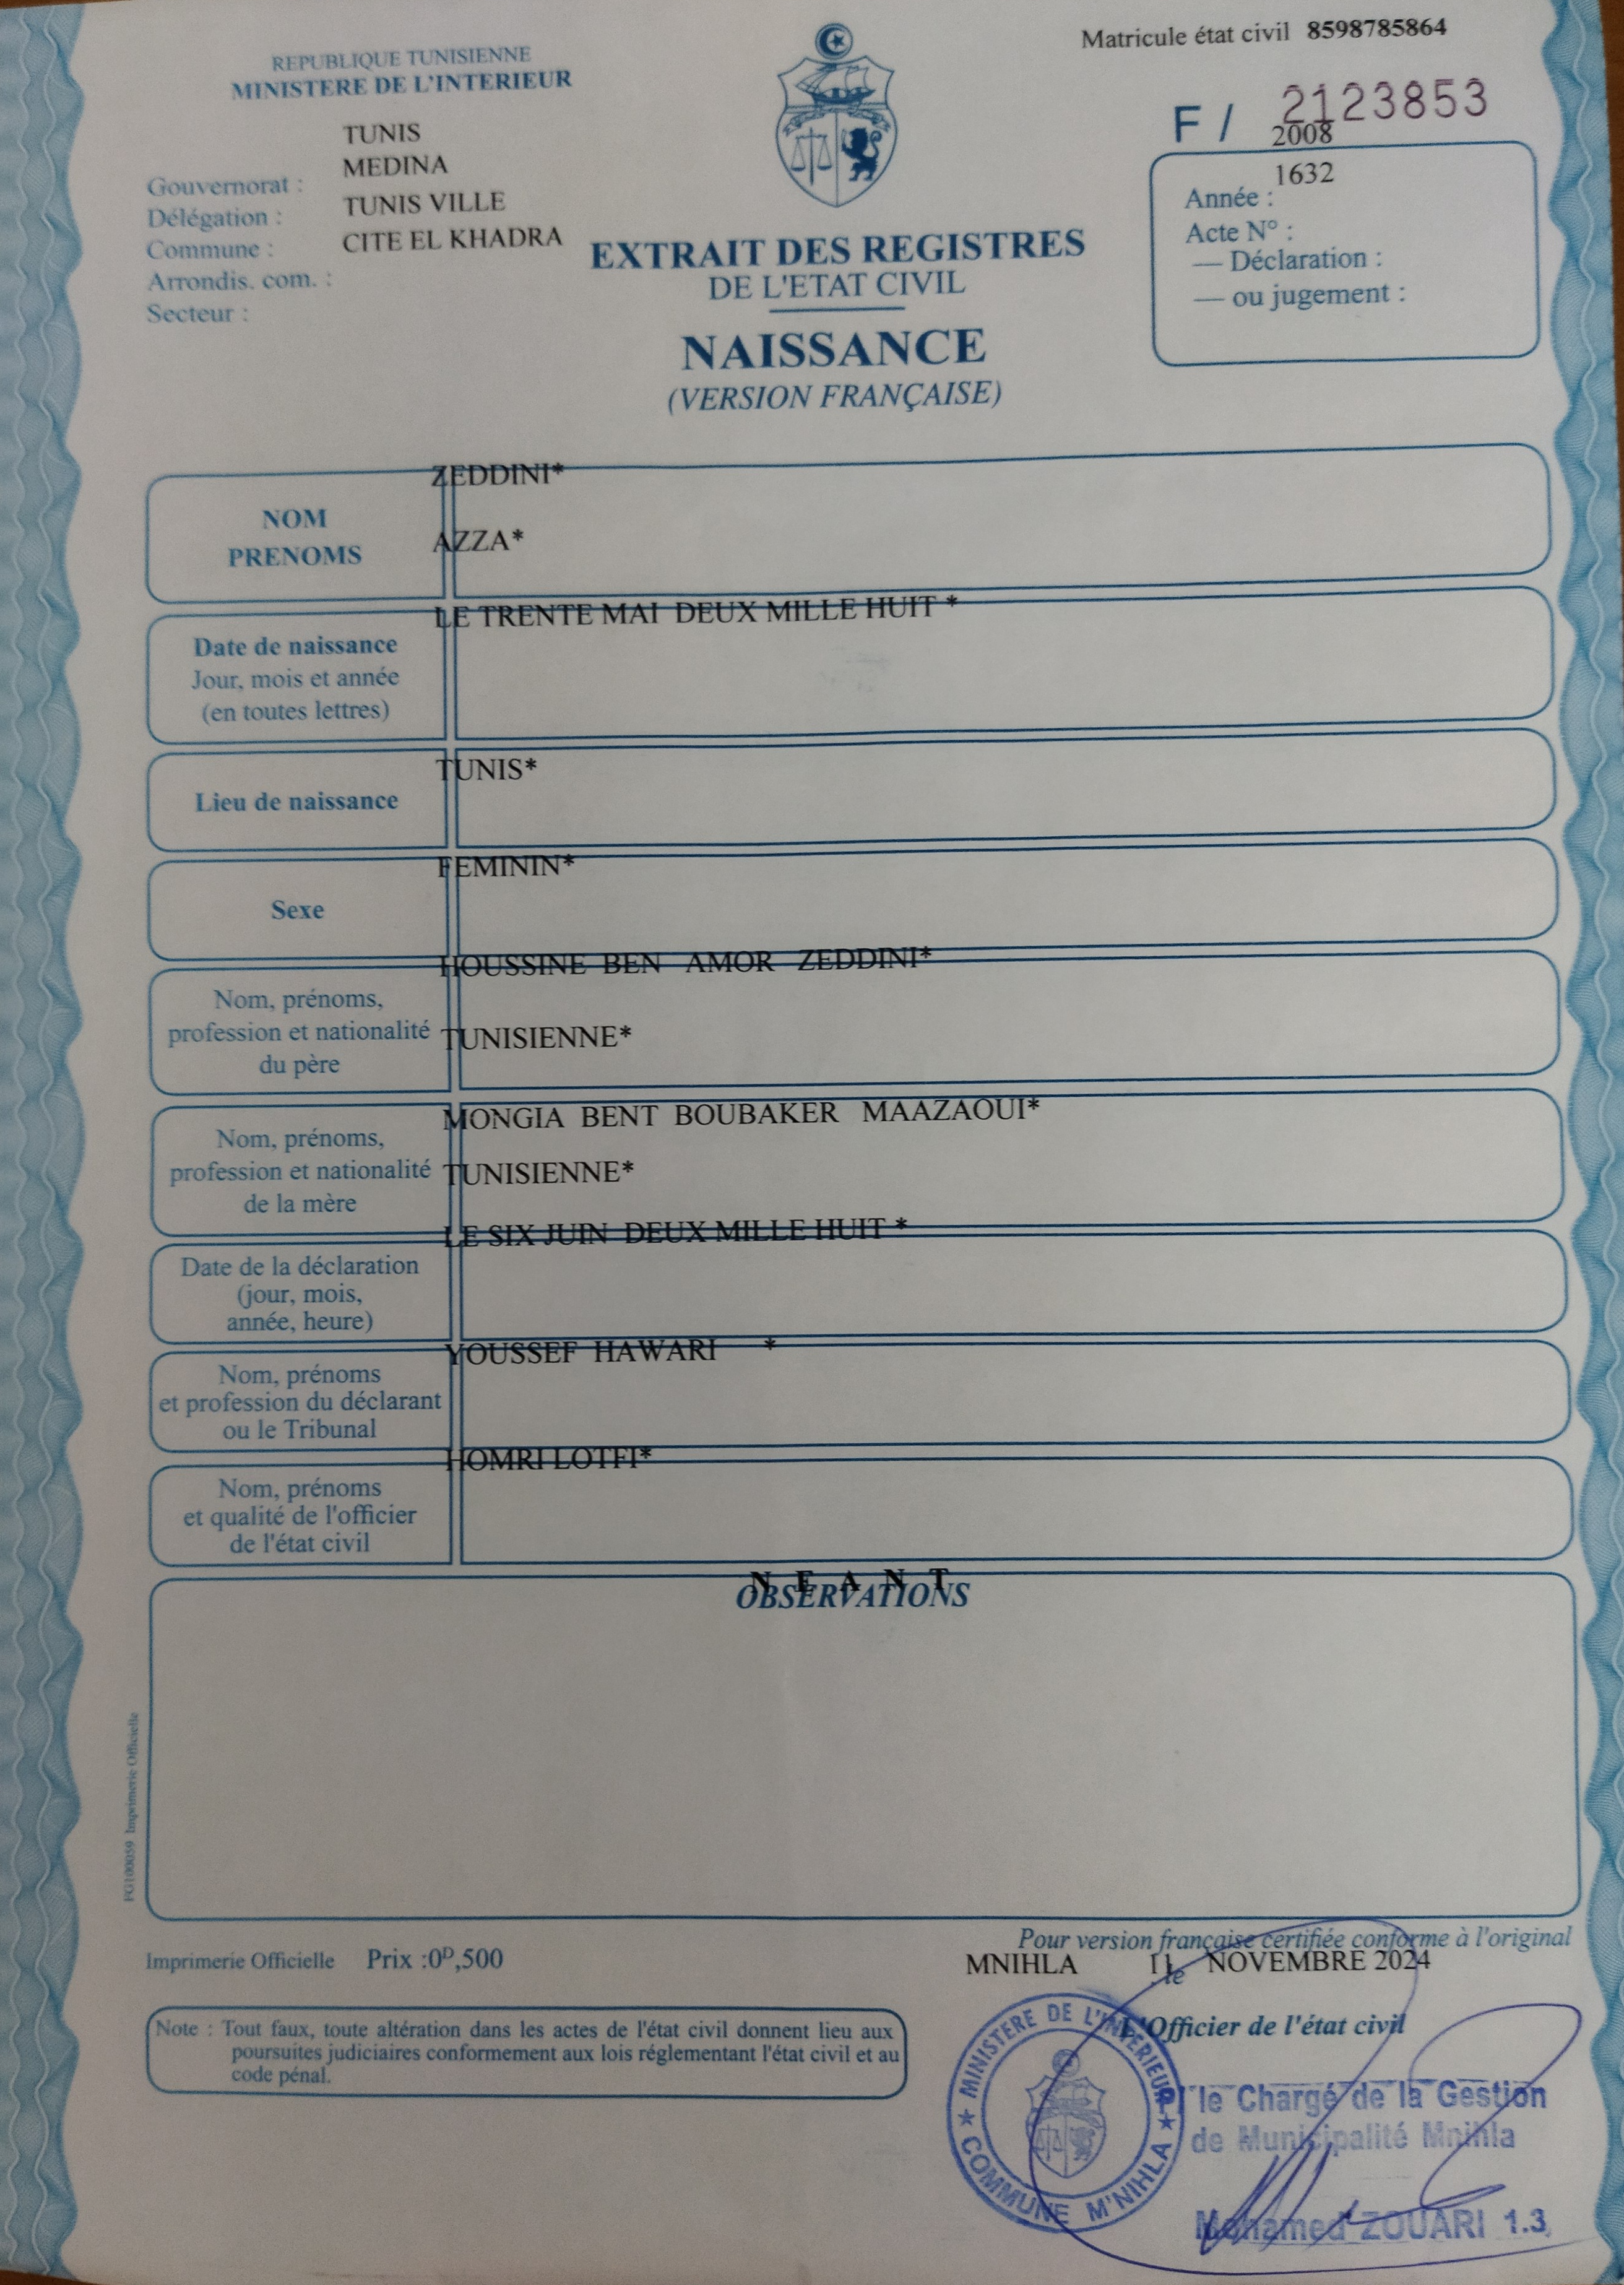 Matricule état civil 8598785864
REPUBLIQUE TUNISIENNE
MINISTERE DE L'INTERIEUR
F / 2123853
TUNIS
MEDINA
TUNIS VILLE
CITE EL KHADRA
Gouvernorat :
Délégation :
Commune :
Arrondis. com. :
Secteur :
2008
1632
Année :
Acte N° :
— Déclaration :
— ou jugement :
EXTRAIT DES REGISTRES
DE L'ETAT CIVIL
NAISSANCE
(VERSION FRANÇAISE)
ZEDDINI*
NOM
AZZA*
PRENOMS
LE TRENTE MAI DEUX MILLE HUIT *
Date de naissance
Jour, mois et année
(en toutes lettres)
TUNIS*
Lieu de naissance
FEMININ*
Sexe
HOUSSINE BEN AMOR ZEDDINI*
Nom, prénoms,
profession et nationalité
du père
TUNISIENNE*
MONGIA BENT BOUBAKER MAAZAOUI*
Nom, prénoms,
profession et nationalité
de la mère
TUNISIENNE*
LE SIX JUIN DEUX MILLE HUIT *
Date de la déclaration
(jour, mois,
année, heure)
YOUSSEF HAWARI *
Nom, prénoms
et profession du déclarant
ou le Tribunal
HOMRI LOTFI*
Nom, prénoms
et qualité de l'officier
de l'état civil
N E A N T
OBSERVATIONS
PG100059 Imprimerie Officielle
Imprimerie Officielle Prix :0ᴰ,500
Pour version française certifiée conforme à l'original
MNIHLA 11 le NOVEMBRE 2024
L'Officier de l'état civil
Note : Tout faux, toute altération dans les actes de l'état civil donnent lieu aux
poursuites judiciaires conformement aux lois réglementant l'état civil et au
code pénal.
★ MINISTERE DE L'INTERIEUR ★
COMMUNE M'NIHLA
P/ le Chargé de la Gestion
de Municipalité Mnihla
Mohamed ZOUARI 1.3